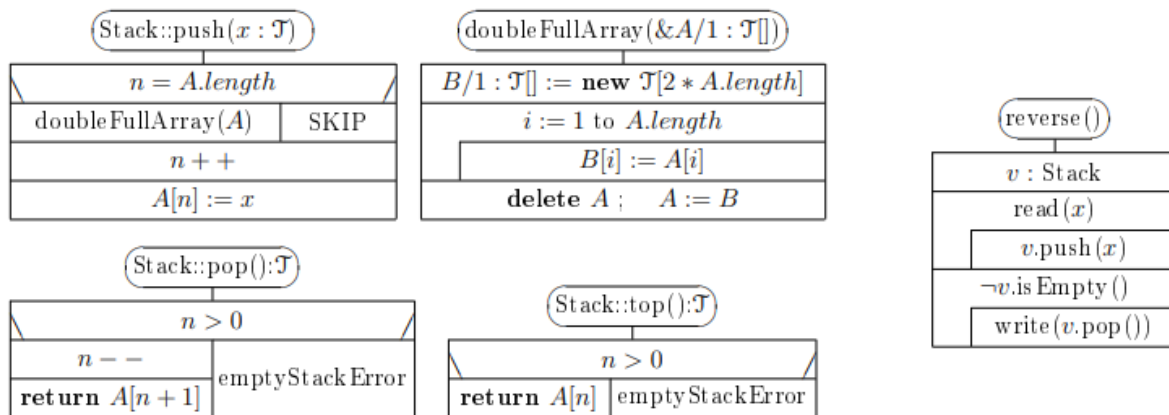 Stack::push(x : 𝒯)
n = A.length
doubleFullArray(A) SKIP
n + +
A[n] := x
doubleFullArray(&A/1 : 𝒯[])
B/1 : 𝒯[] := new 𝒯[2 ∗ A.length]
i := 1 to A.length
B[i] := A[i]
delete A ; A := B
Stack::pop():𝒯
n > 0
n − −
return A[n + 1]
emptyStackError
Stack::top():𝒯
n > 0
return A[n] emptyStackError
reverse()
v : Stack
read(x)
v.push(x)
¬v.isEmpty()
write(v.pop())